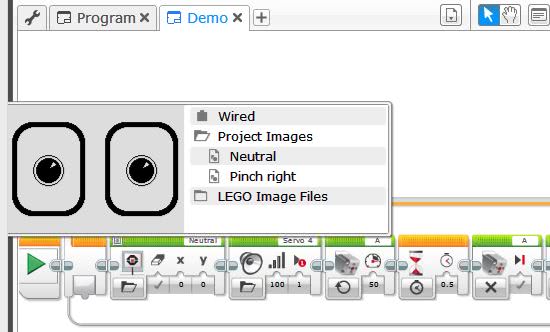 Program Demo
Wired
Project Images
Neutral
Pinch right
LEGO Image Files
Neutral Servo 4 A A
x y
0 0 100 1 50 0.5